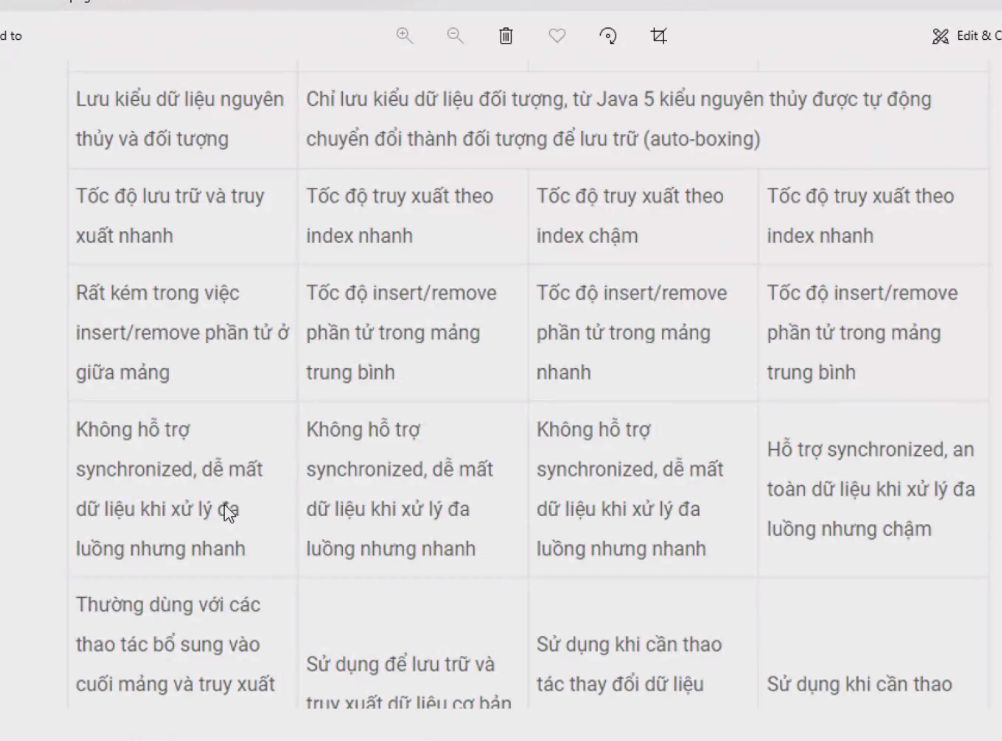 d to
Edit & C
Lưu kiểu dữ liệu nguyên
thủy và đối tượng
Chỉ lưu kiểu dữ liệu đối tượng, từ Java 5 kiểu nguyên thủy được tự động
chuyển đổi thành đối tượng để lưu trữ (auto-boxing)
Tốc độ lưu trữ và truy
xuất nhanh
Tốc độ truy xuất theo
index nhanh
Tốc độ truy xuất theo
index chậm
Tốc độ truy xuất theo
index nhanh
Rất kém trong việc
insert/remove phần tử ở
giữa mảng
Tốc độ insert/remove
phần tử trong mảng
trung bình
Tốc độ insert/remove
phần tử trong mảng
nhanh
Tốc độ insert/remove
phần tử trong mảng
trung bình
Không hỗ trợ
synchronized, dễ mất
dữ liệu khi xử lý đa
luồng nhưng nhanh
Không hỗ trợ
synchronized, dễ mất
dữ liệu khi xử lý đa
luồng nhưng nhanh
Không hỗ trợ
synchronized, dễ mất
dữ liệu khi xử lý đa
luồng nhưng nhanh
Hỗ trợ synchronized, an
toàn dữ liệu khi xử lý đa
luồng nhưng chậm
Thường dùng với các
thao tác bổ sung vào
cuối mảng và truy xuất
Sử dụng để lưu trữ và
truy xuất dữ liệu cơ bản
Sử dụng khi cần thao
tác thay đổi dữ liệu
Sử dụng khi cần thao